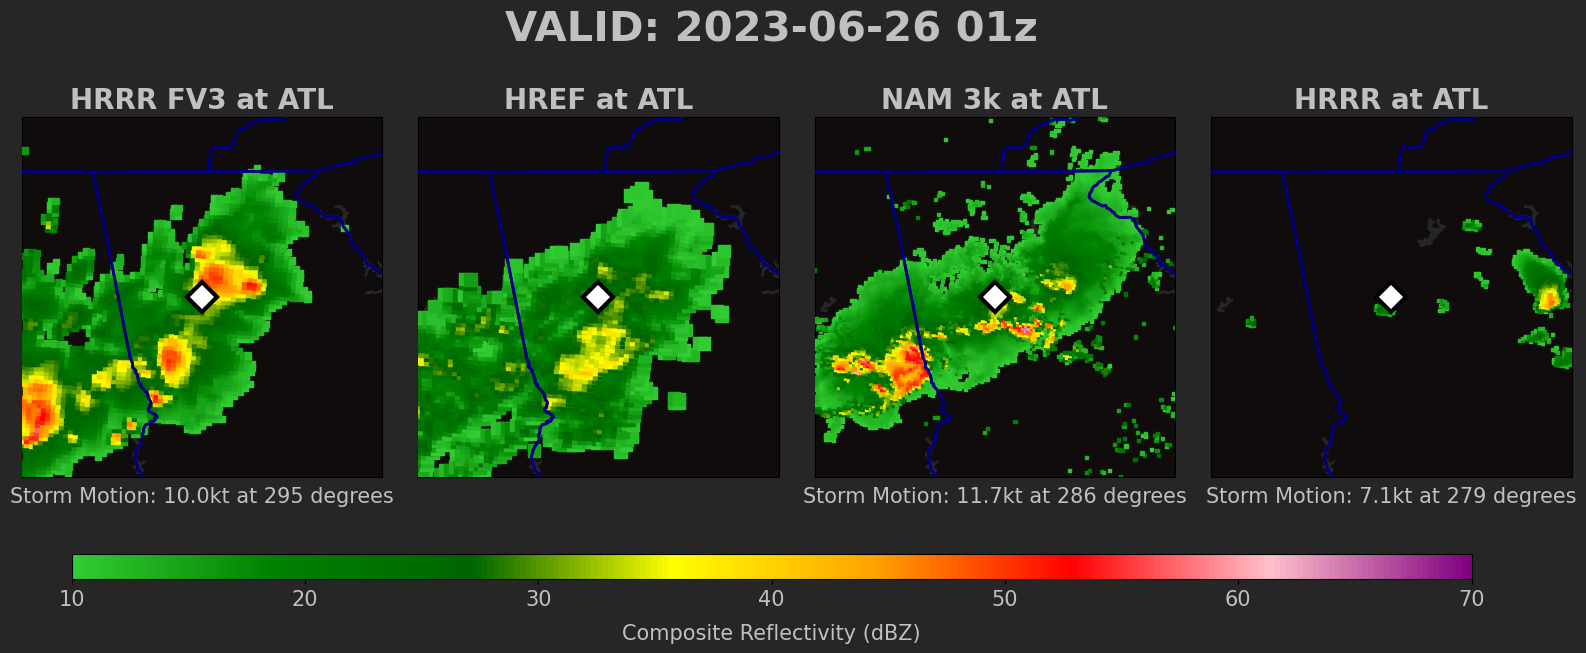 VALID: 2023-06-26 01z
HRRR FV3 at ATL
HREF at ATL
NAM 3k at ATL
HRRR at ATL
Storm Motion: 10.0kt at 295 degrees
Storm Motion: 11.7kt at 286 degrees
Storm Motion: 7.1kt at 279 degrees
10 20 30 40 50 60 70
Composite Reflectivity (dBZ)